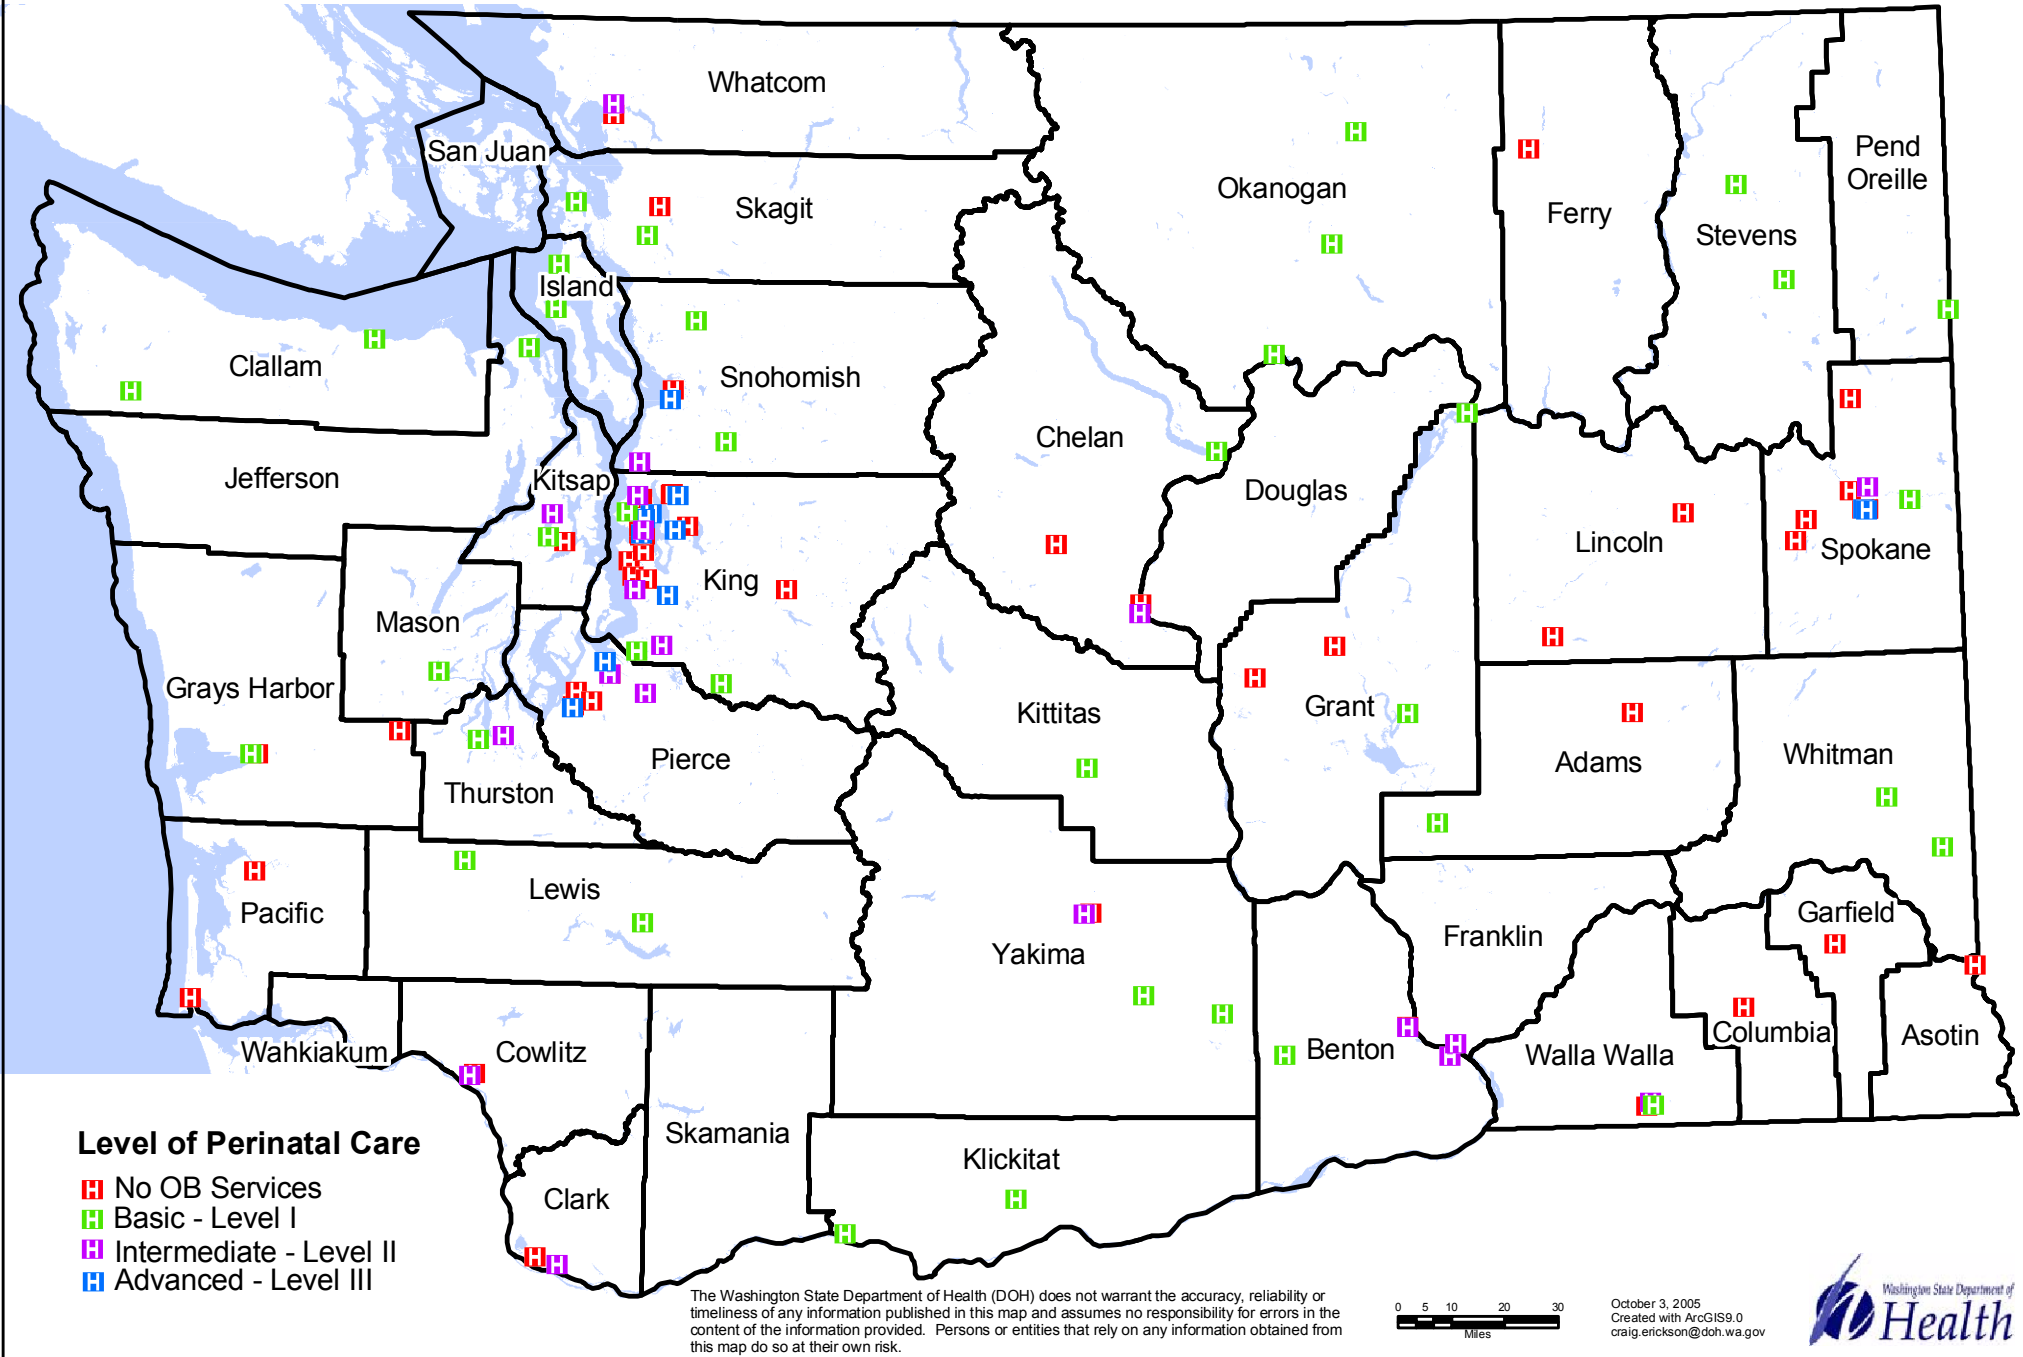 Whatcom
San Juan
Skagit
Okanogan
Ferry
Stevens
Pend
Oreille
Island
Clallam
Snohomish
Chelan
Douglas
Jefferson
Kitsap
King
Lincoln
Spokane
Mason
Grays Harbor
Kittitas
Grant
Adams
Whitman
Thurston
Pierce
Lewis
Pacific
Yakima
Franklin
Garfield
Wahkiakum
Cowlitz
Benton
Walla Walla
Columbia
Asotin
Skamania
Klickitat
Clark
Level of Perinatal Care
H No OB Services
H Basic - Level I
H Intermediate - Level II
H Advanced - Level III
The Washington State Department of Health (DOH) does not warrant the accuracy, reliability or
timeliness of any information published in this map and assumes no responsibility for errors in the
content of the information provided. Persons or entities that rely on any information obtained from
this map do so at their own risk.
0 5 10 20 30
Miles
October 3, 2005
Created with ArcGIS9.0
craig.erickson@doh.wa.gov
Washington State Department of
Health